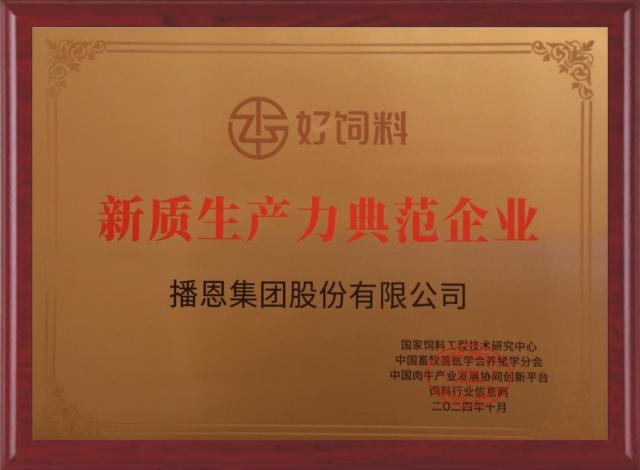 好饲料
新质生产力典范企业
播恩集团股份有限公司
国家饲料工程技术研究中心
中国畜牧兽医学会养猪学分会
中国肉牛产业发展协同创新平台
饲料行业信息网
二〇二四年十月